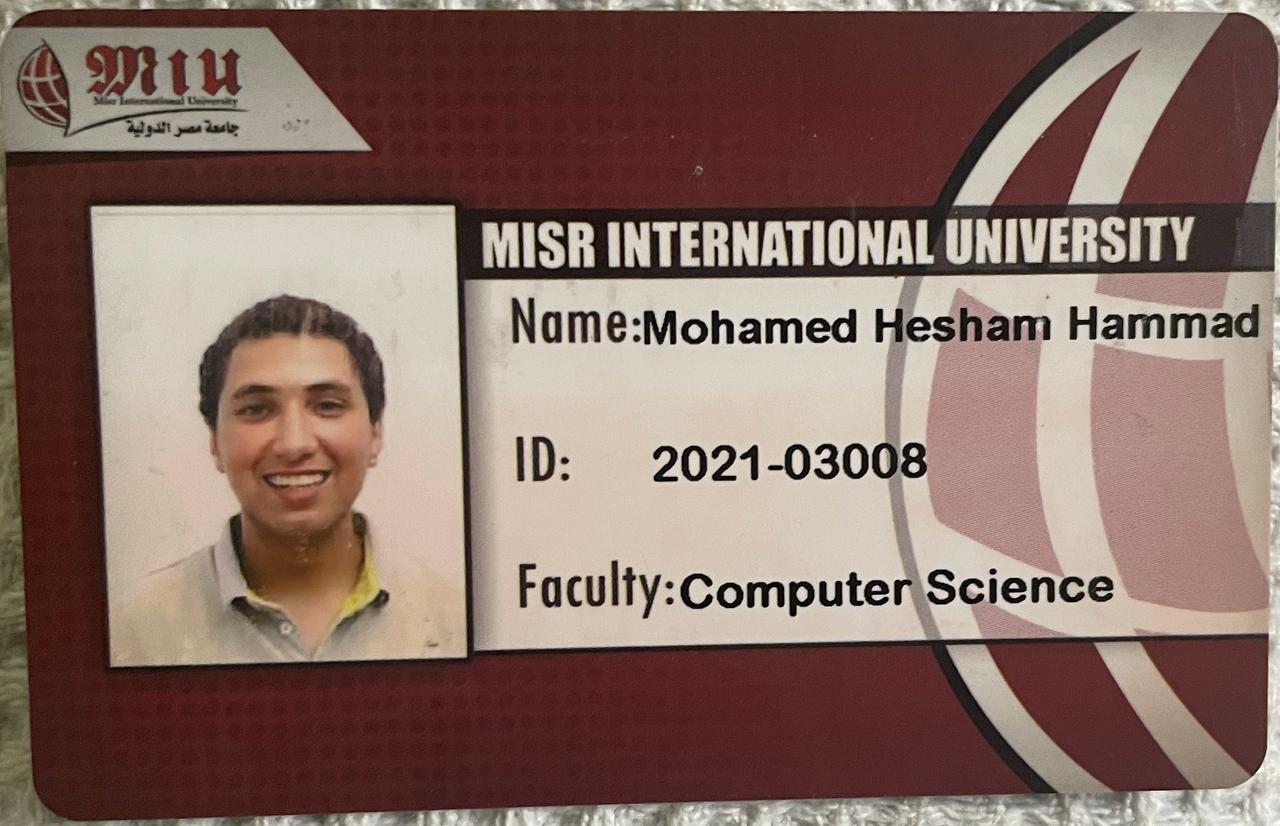 MIU
Misr International University
جامعة مصر الدولية
MISR INTERNATIONAL UNIVERSITY
Name:Mohamed Hesham Hammad
ID: 2021-03008
Faculty:Computer Science